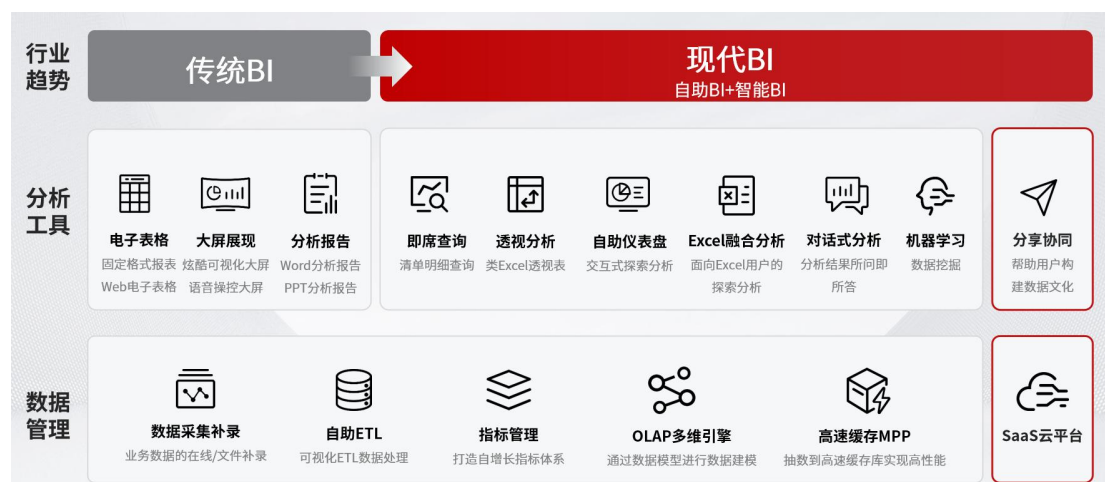 行业
趋势
传统BI
现代BI
自助BI+智能BI
分析
工具
电子表格
固定格式报表
Web电子表格
大屏展现
炫酷可视化大屏
语音操控大屏
分析报告
Word分析报告
PPT分析报告
即席查询
清单明细查询
透视分析
类Excel透视表
自助仪表盘
交互式探索分析
Excel融合分析
面向Excel用户的
探索分析
对话式分析
分析结果所问即
所答
机器学习
数据挖掘
分享协同
帮助用户构
建数据文化
数据
管理
数据采集补录
业务数据的在线/文件补录
自助ETL
可视化ETL数据处理
指标管理
打造自增长指标体系
OLAP多维引擎
通过数据模型进行数据建模
高速缓存MPP
抽数到高速缓存库实现高性能
SaaS云平台